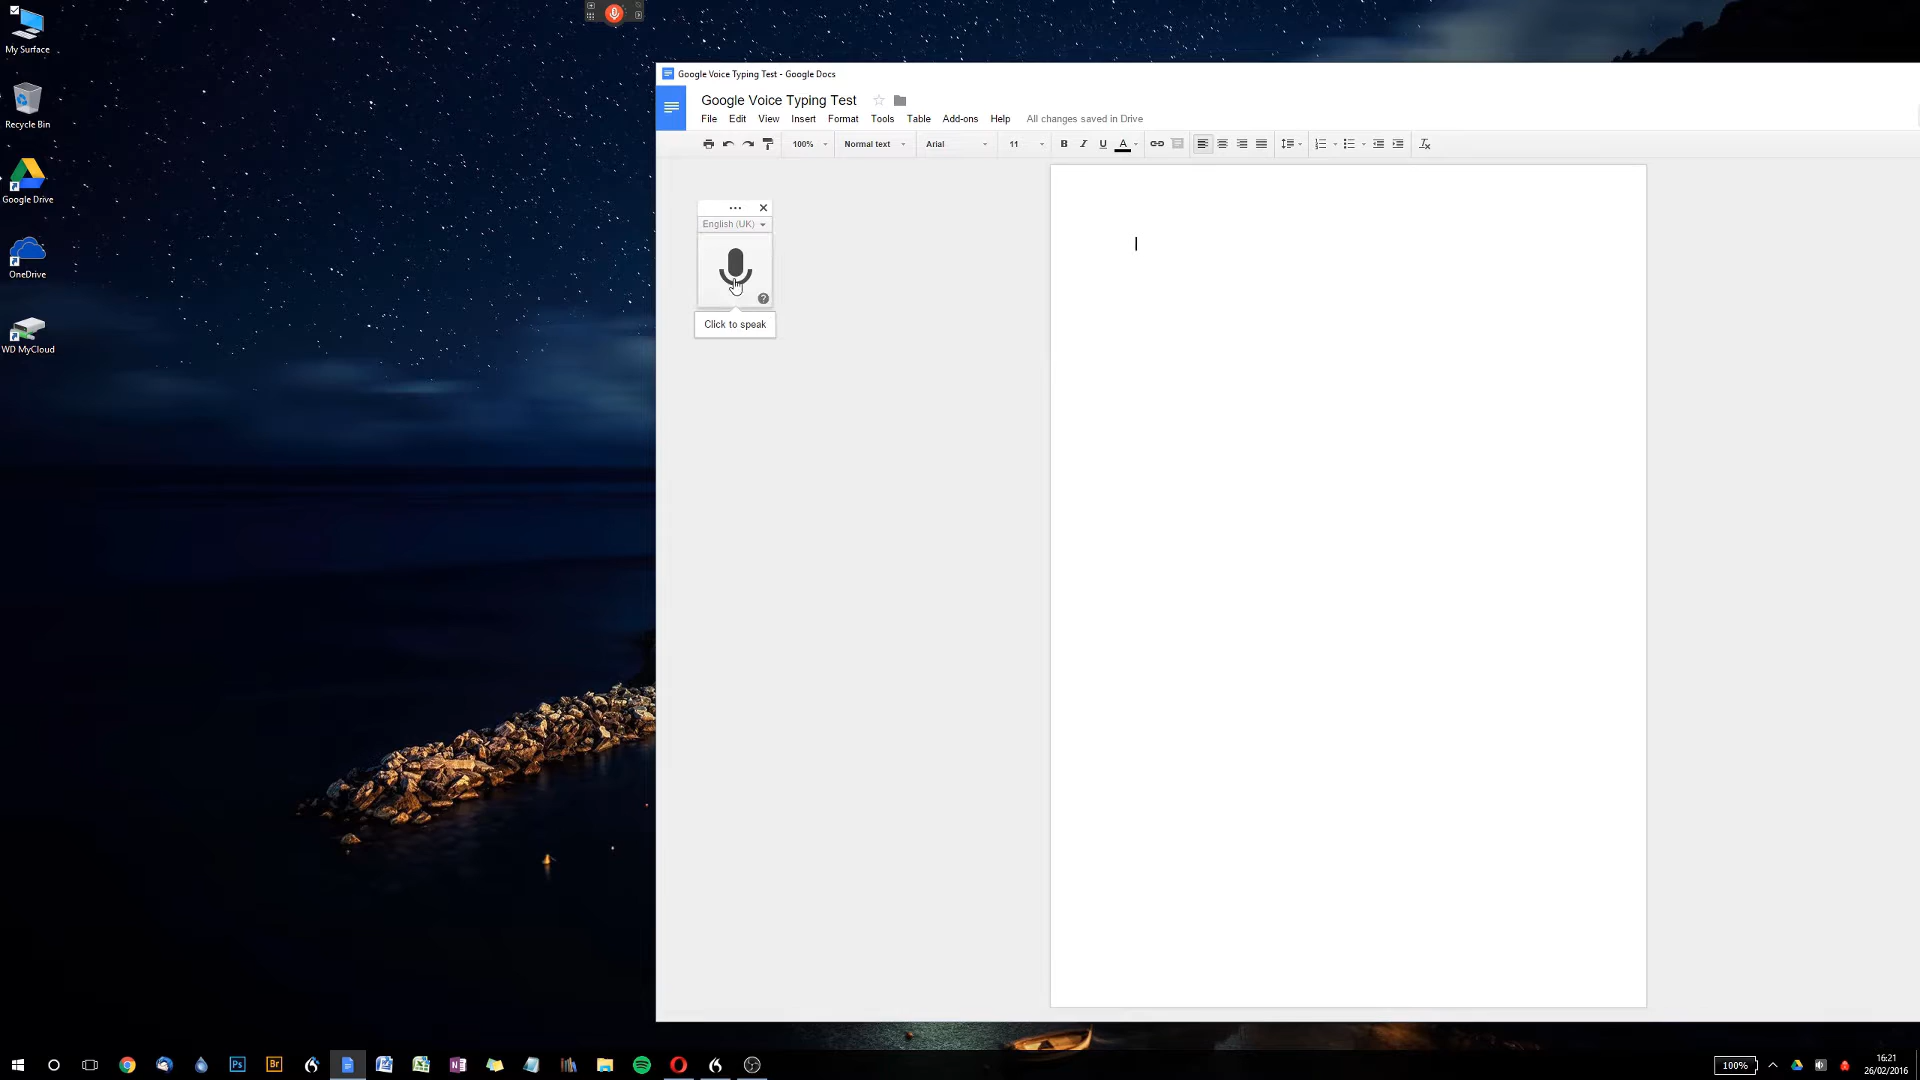 My Surface
Recycle Bin
Google Drive
OneDrive
WD MyCloud
Google Voice Typing Test - Google Docs
Google Voice Typing Test
File Edit View Insert Format Tools Table Add-ons Help All changes saved in Drive
100% Normal text Arial 11 B I U A
English (UK)
Click to speak
Ps Br
100%
16:21
26/02/2016